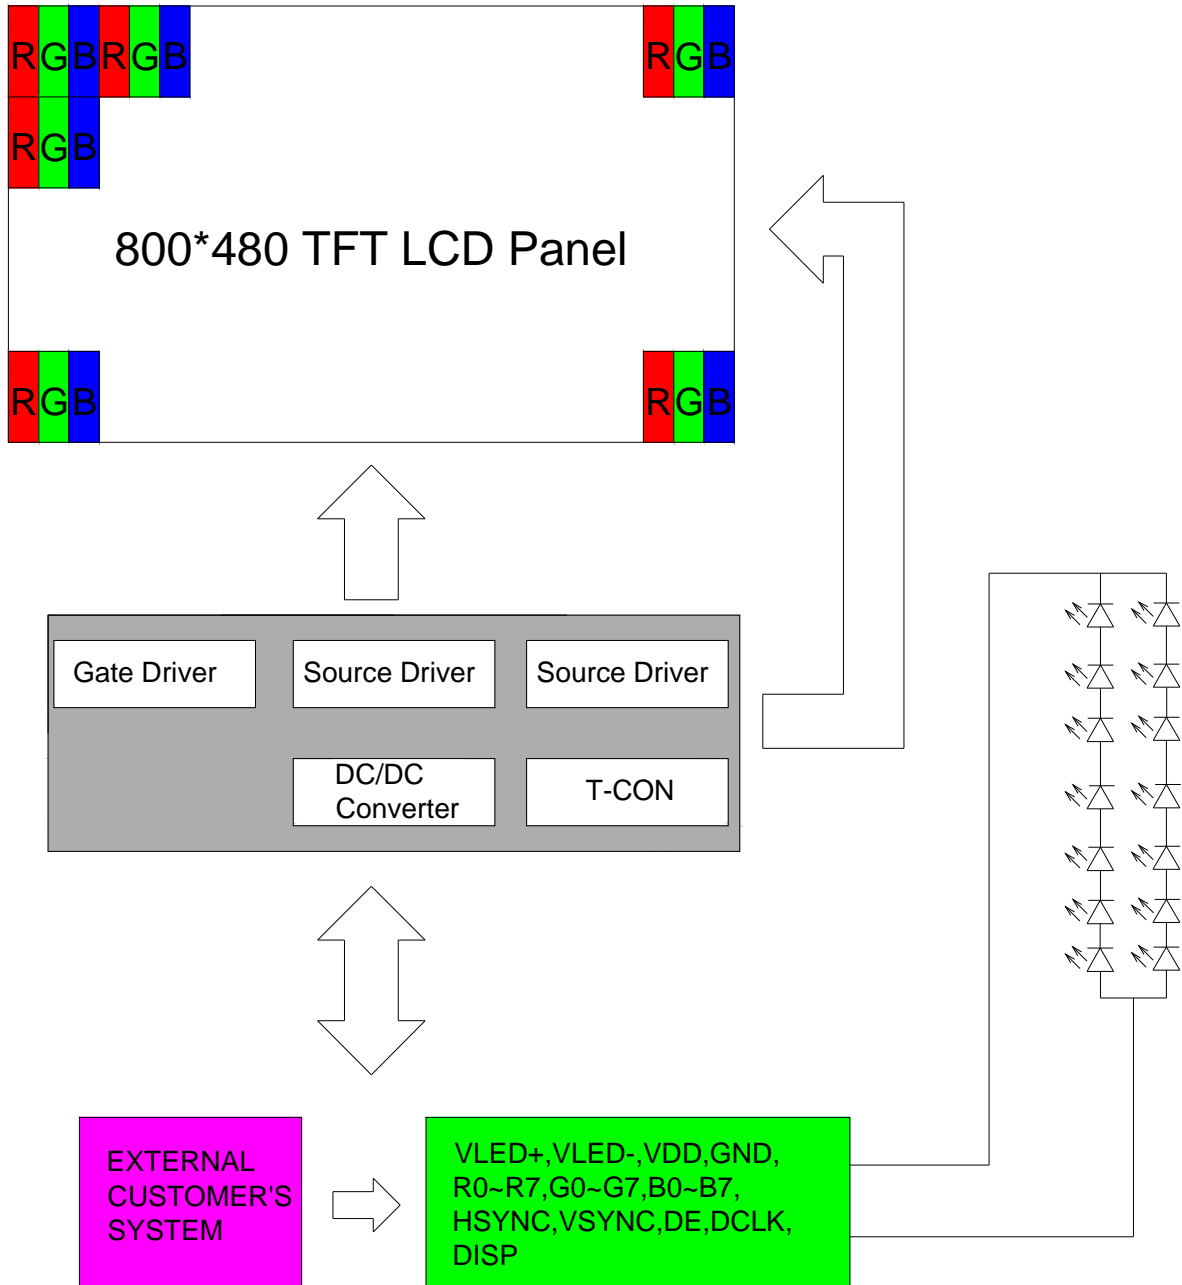 RGBRGB RGB
RGB
800*480 TFT LCD Panel
RGB RGB
Gate Driver
Source Driver
Source Driver
DC/DC
Converter
T-CON
EXTERNAL
CUSTOMER'S
SYSTEM
VLED+,VLED-,VDD,GND,
R0~R7,G0~G7,B0~B7,
HSYNC,VSYNC,DE,DCLK,
DISP